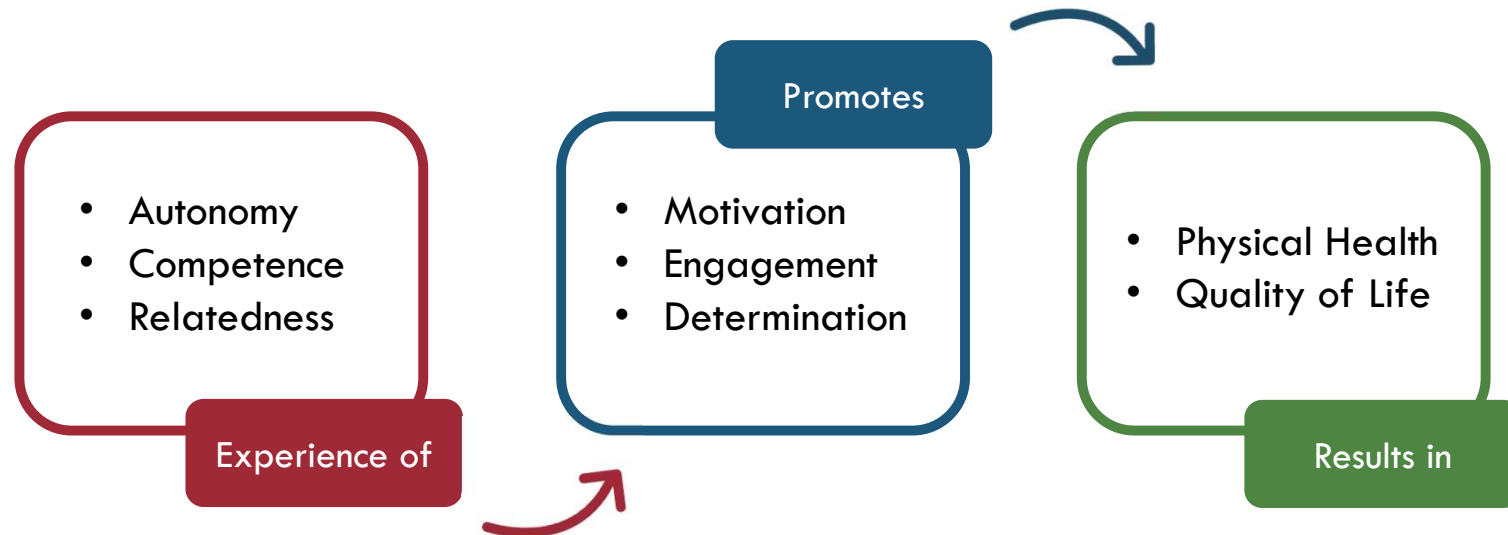 Experience of
• Autonomy
• Competence
• Relatedness
Promotes
• Motivation
• Engagement
• Determination
Results in
• Physical Health
• Quality of Life